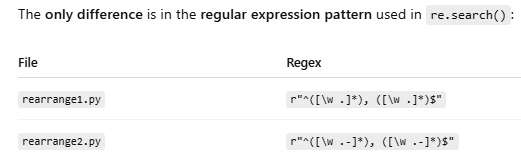 The only difference is in the regular expression pattern used in re.search():
File Regex
rearrange1.py r"^([\w .]*), ([\w .]*)$"
rearrange2.py r"^([\w .-]*), ([\w .-]*)$"